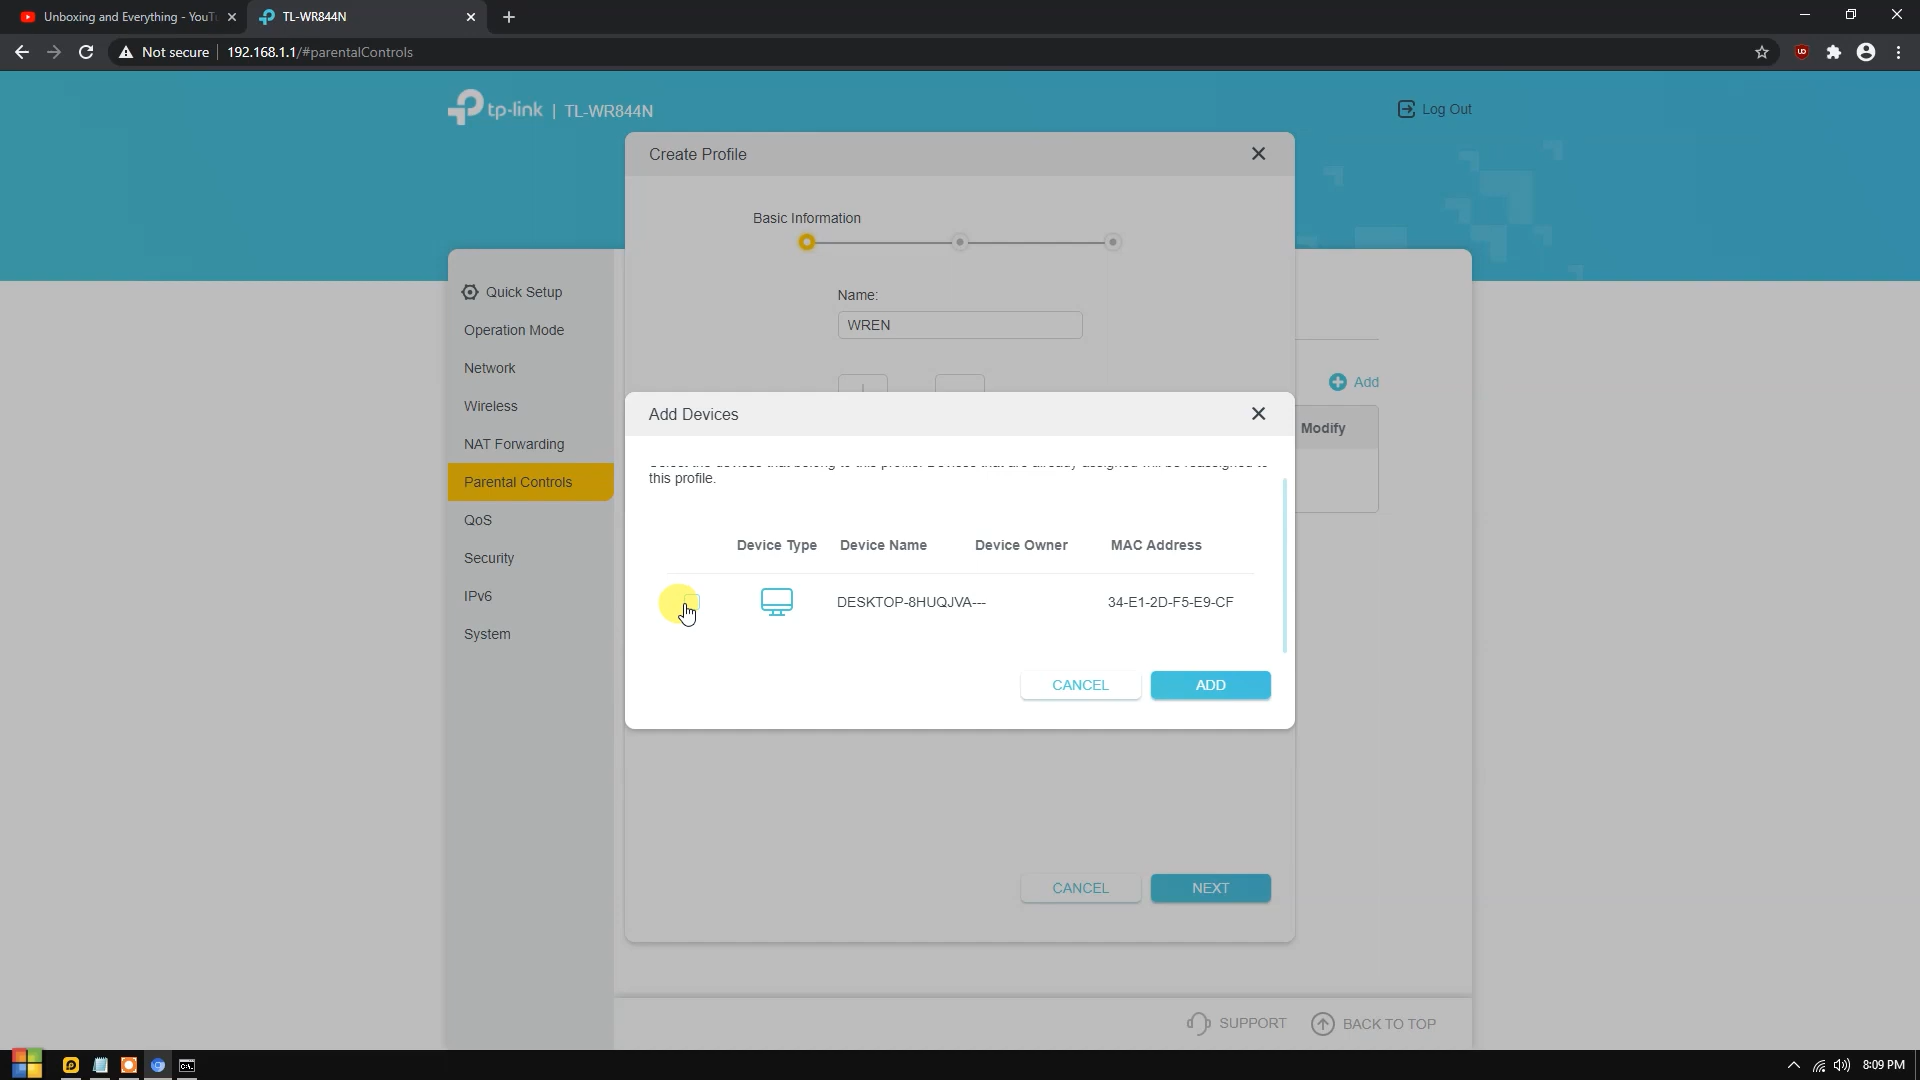 Unboxing and Everything - YouTu
TL-WR844N
Not secure
192.168.1.1/#parentalControls
tp-link | TL-WR844N
Log Out
Create Profile
Basic Information
Quick Setup
Name:
Operation Mode
WREN
Network
Add
Wireless
Add Devices
Modify
NAT Forwarding
this profile.
Parental Controls
QoS
Device Type Device Name Device Owner MAC Address
Security
IPv6
DESKTOP-8HUQJVA---
34-E1-2D-F5-E9-CF
System
CANCEL
ADD
CANCEL
NEXT
SUPPORT
BACK TO TOP
8:09 PM